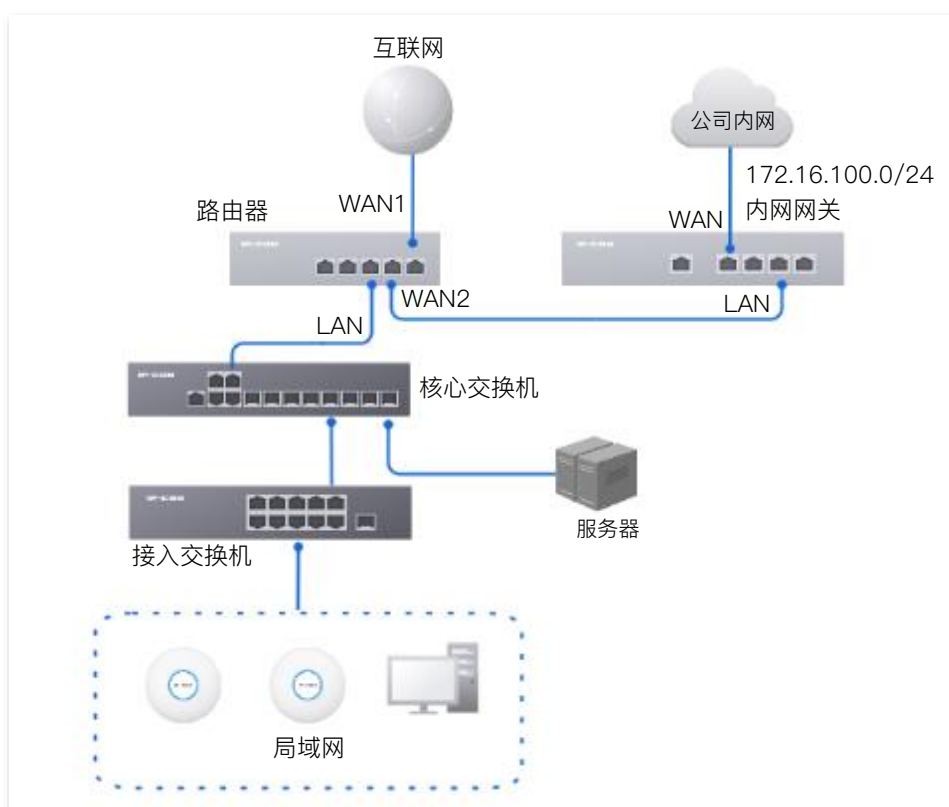 互联网
公司内网
172.16.100.0/24
内网网关
路由器
WAN1
WAN
WAN2
LAN
LAN
核心交换机
服务器
接入交换机
局域网